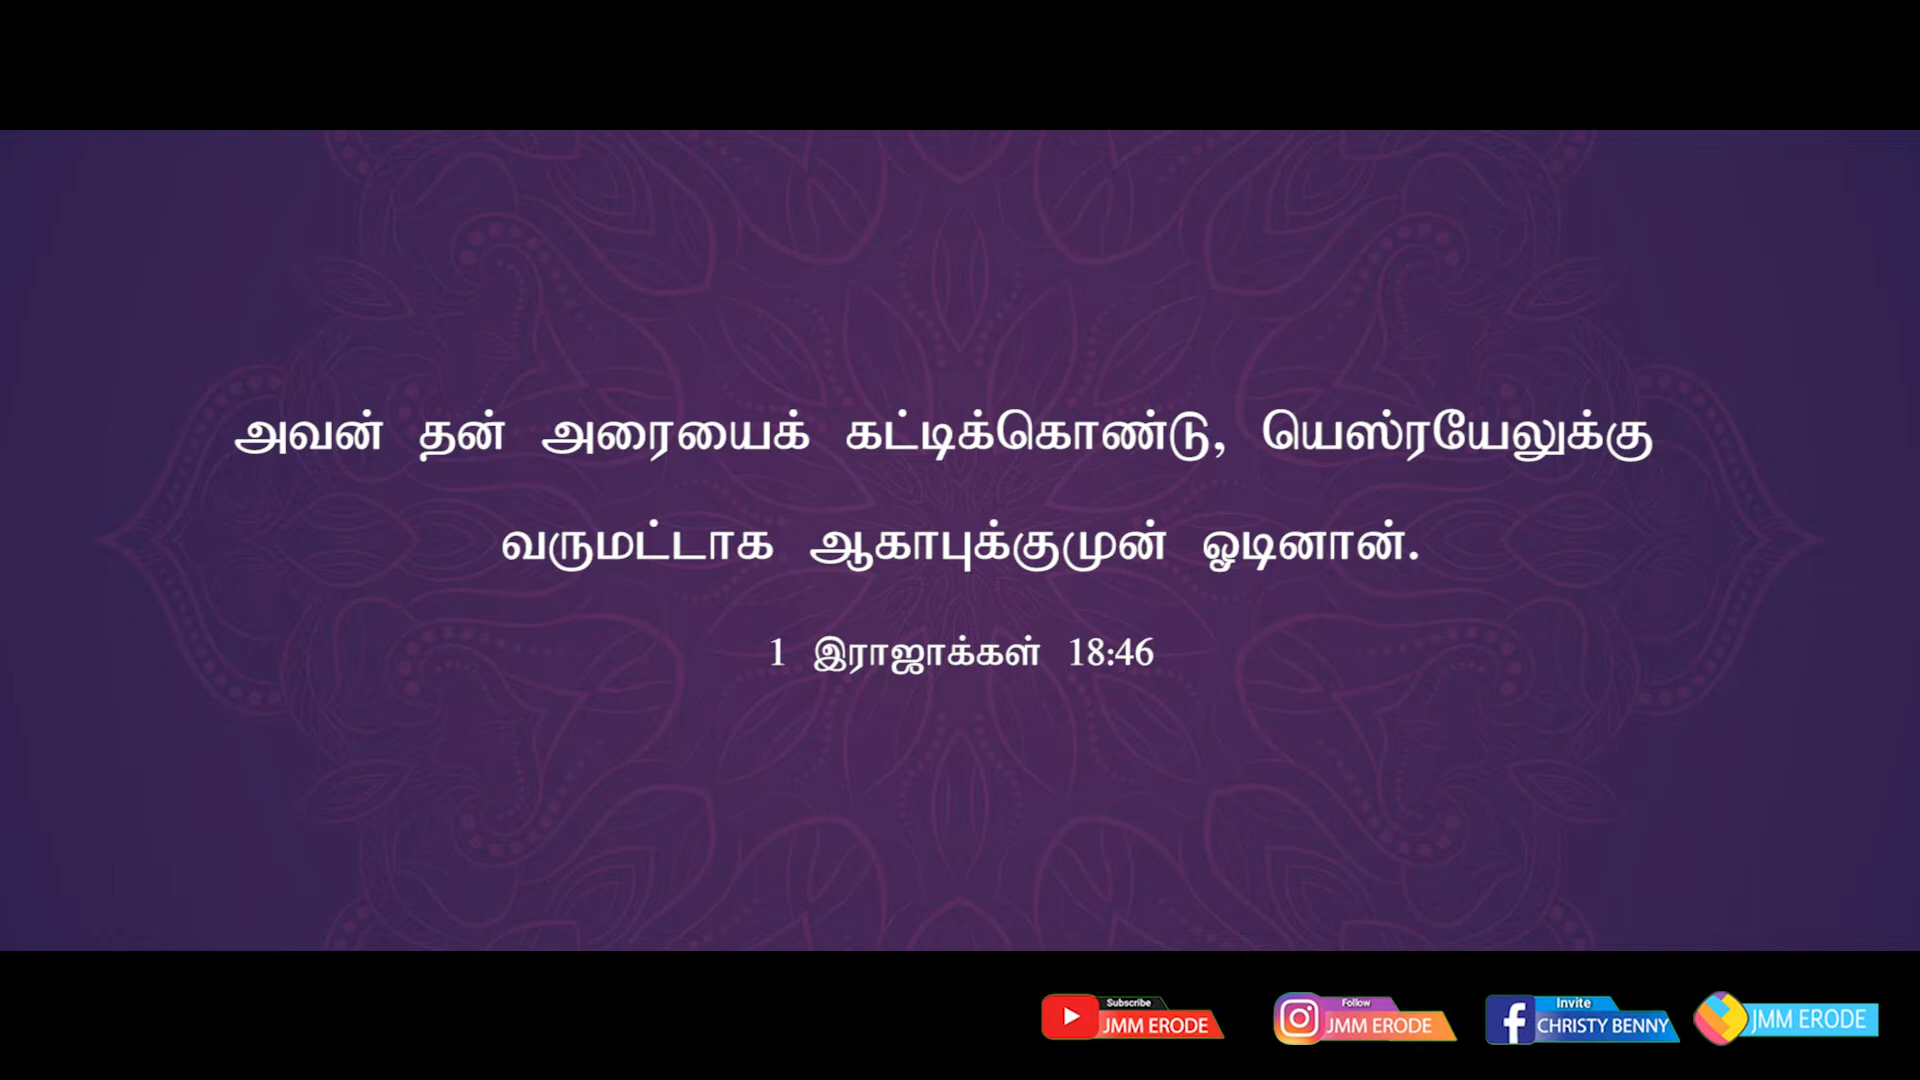 அவன் தன் அரையைக் கட்டிக்கொண்டு, யெஸ்ரயேலுக்கு
வருமட்டாக ஆகாபுக்குமுன் ஓடினான்.
1 இராஜாக்கள் 18:46
Subscribe
JMM ERODE
Follow
JMM ERODE
Invite
CHRISTY BENNY
JMM ERODE